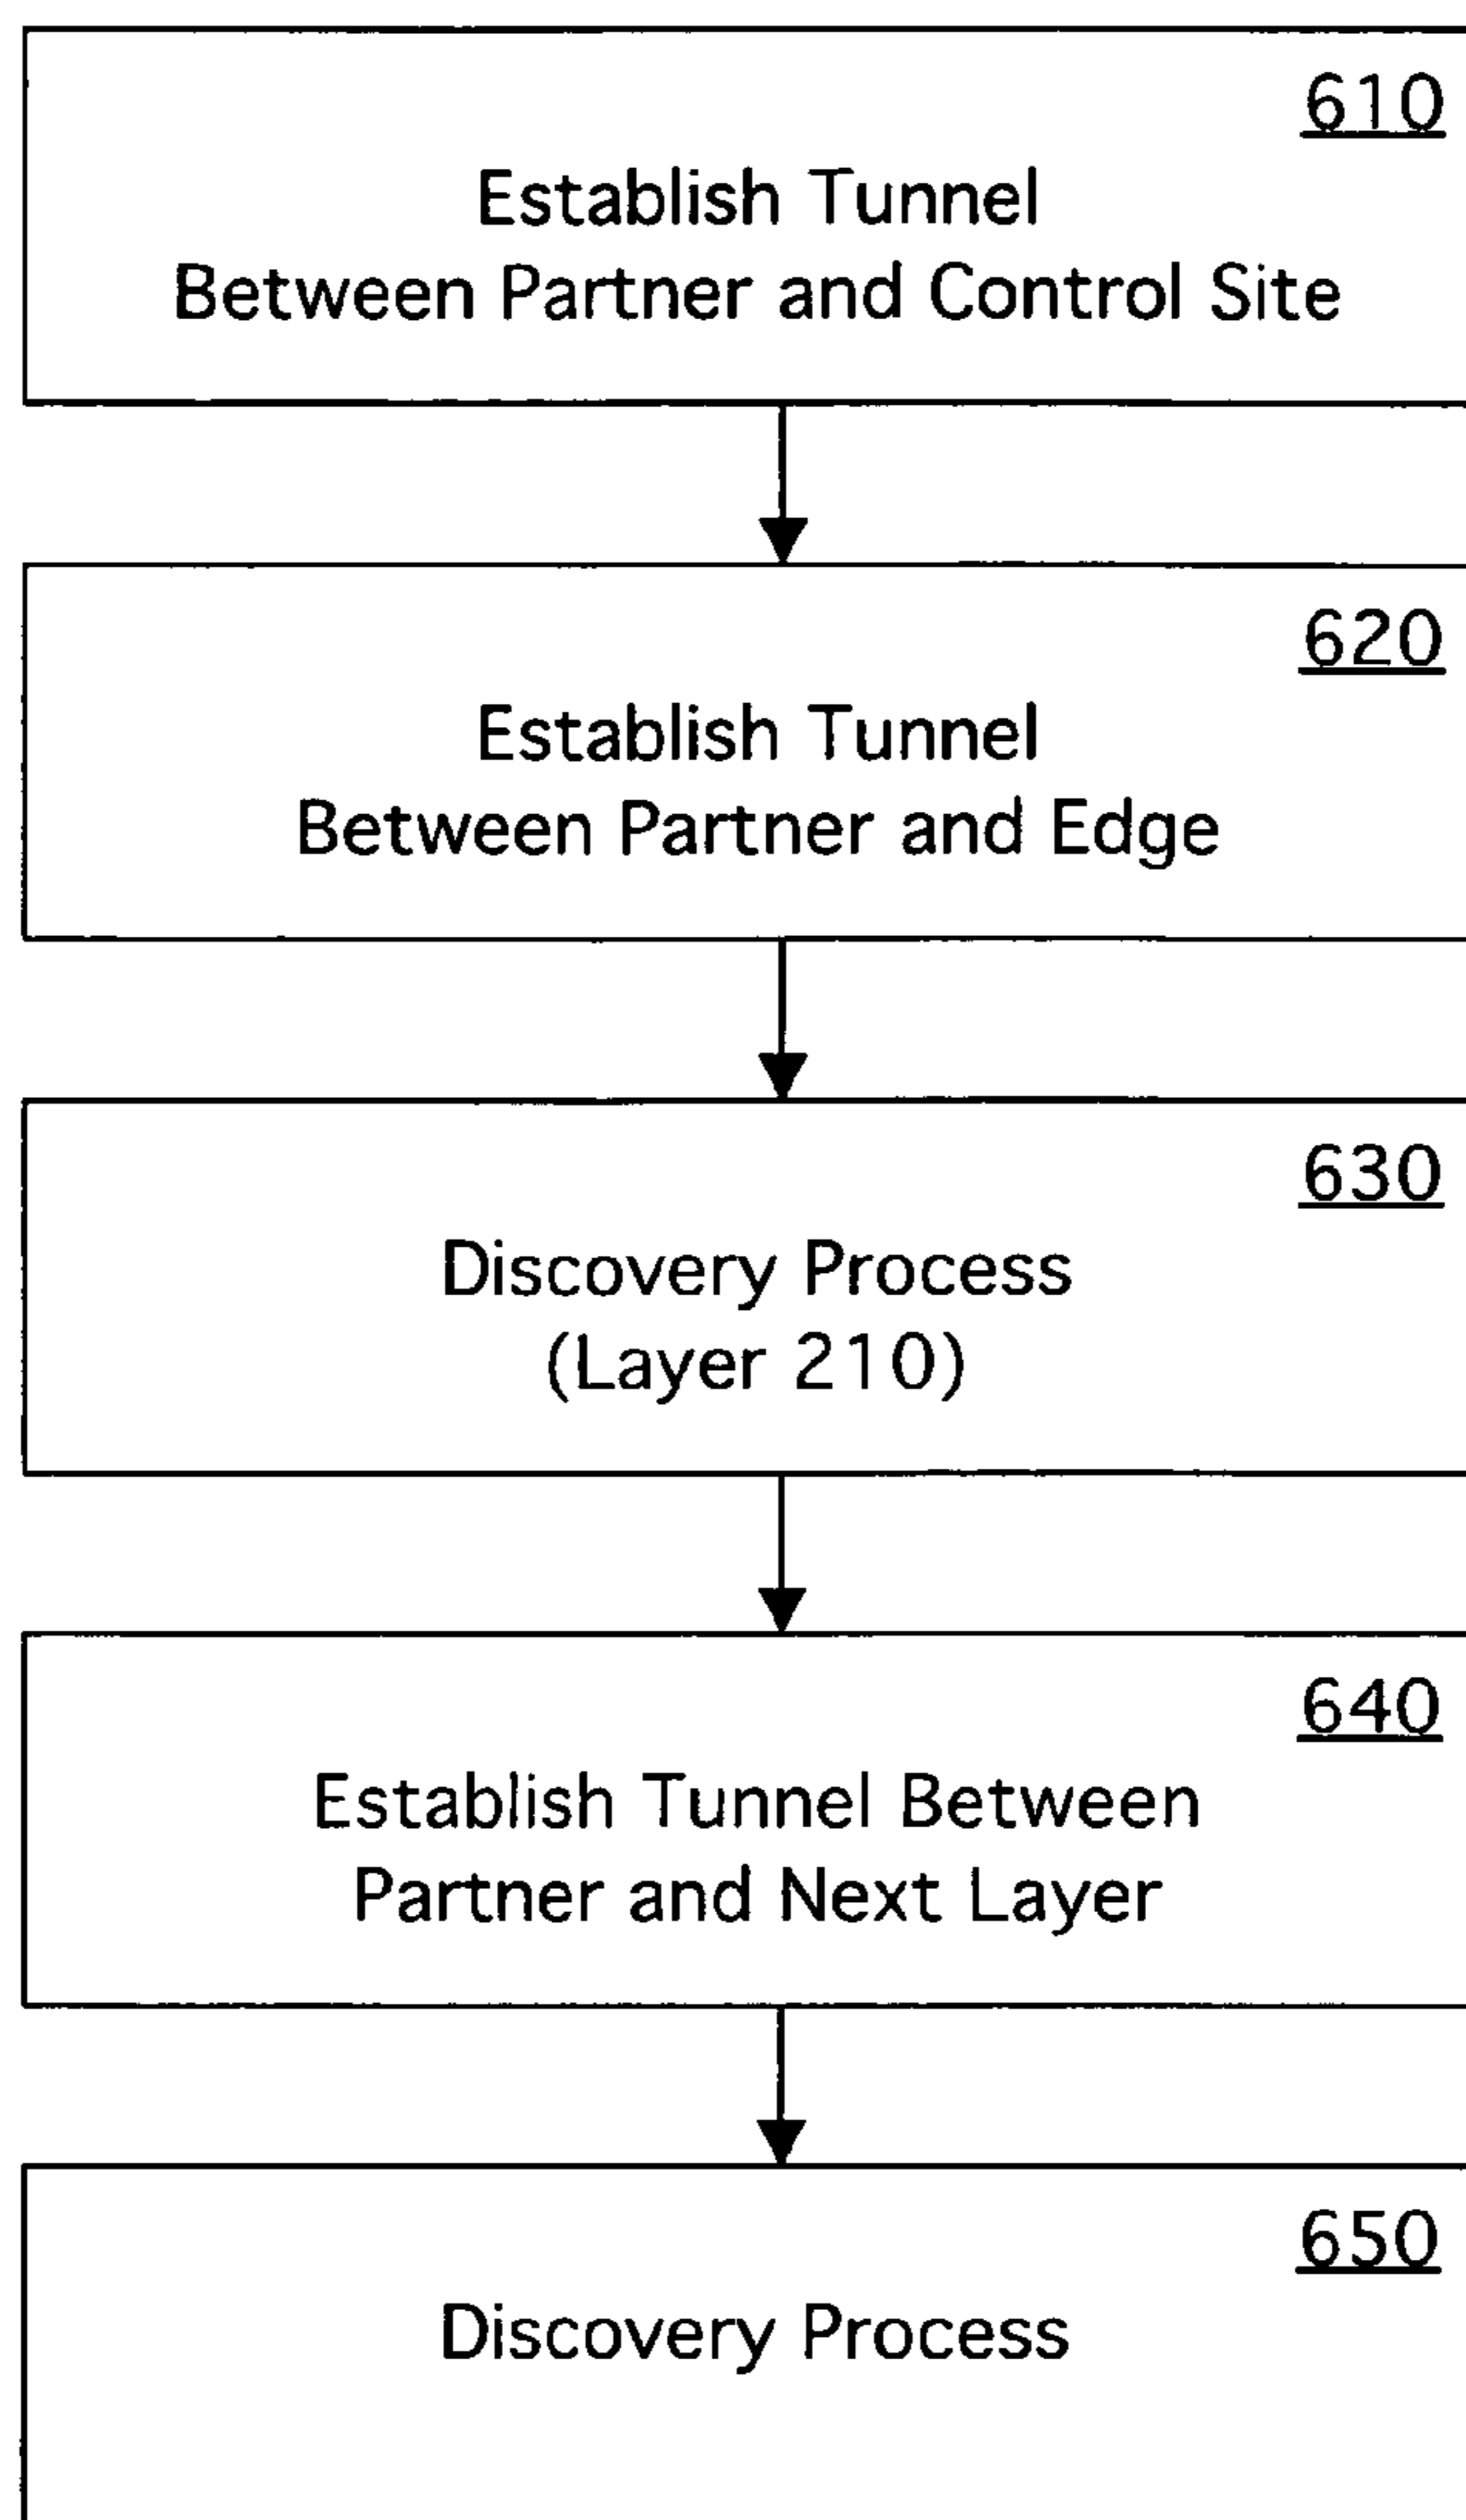 610
Establish Tunnel
Between Partner and Control Site
620
Establish Tunnel
Between Partner and Edge
630
Discovery Process
(Layer 210)
640
Establish Tunnel Between
Partner and Next Layer
650
Discovery Process